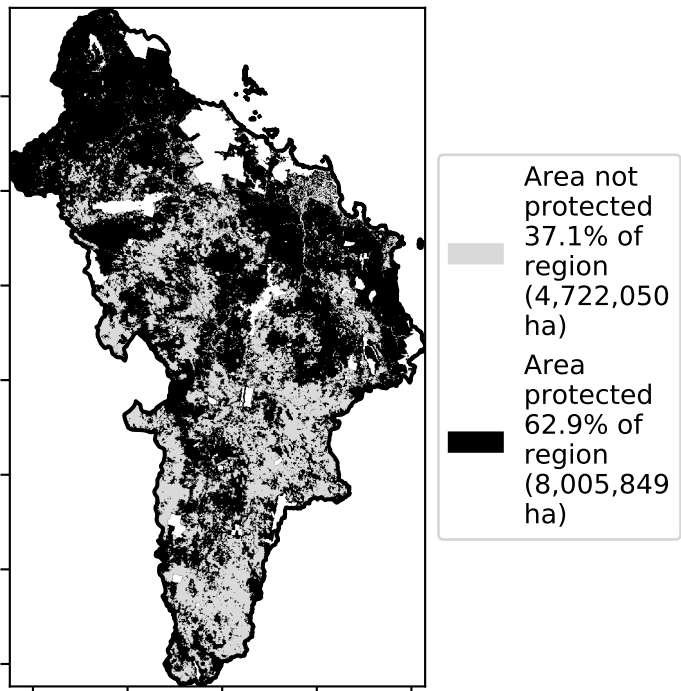 Area not
protected
37.1% of
region
(4,722,050
ha)
Area
protected
62.9% of
region
(8,005,849
ha)